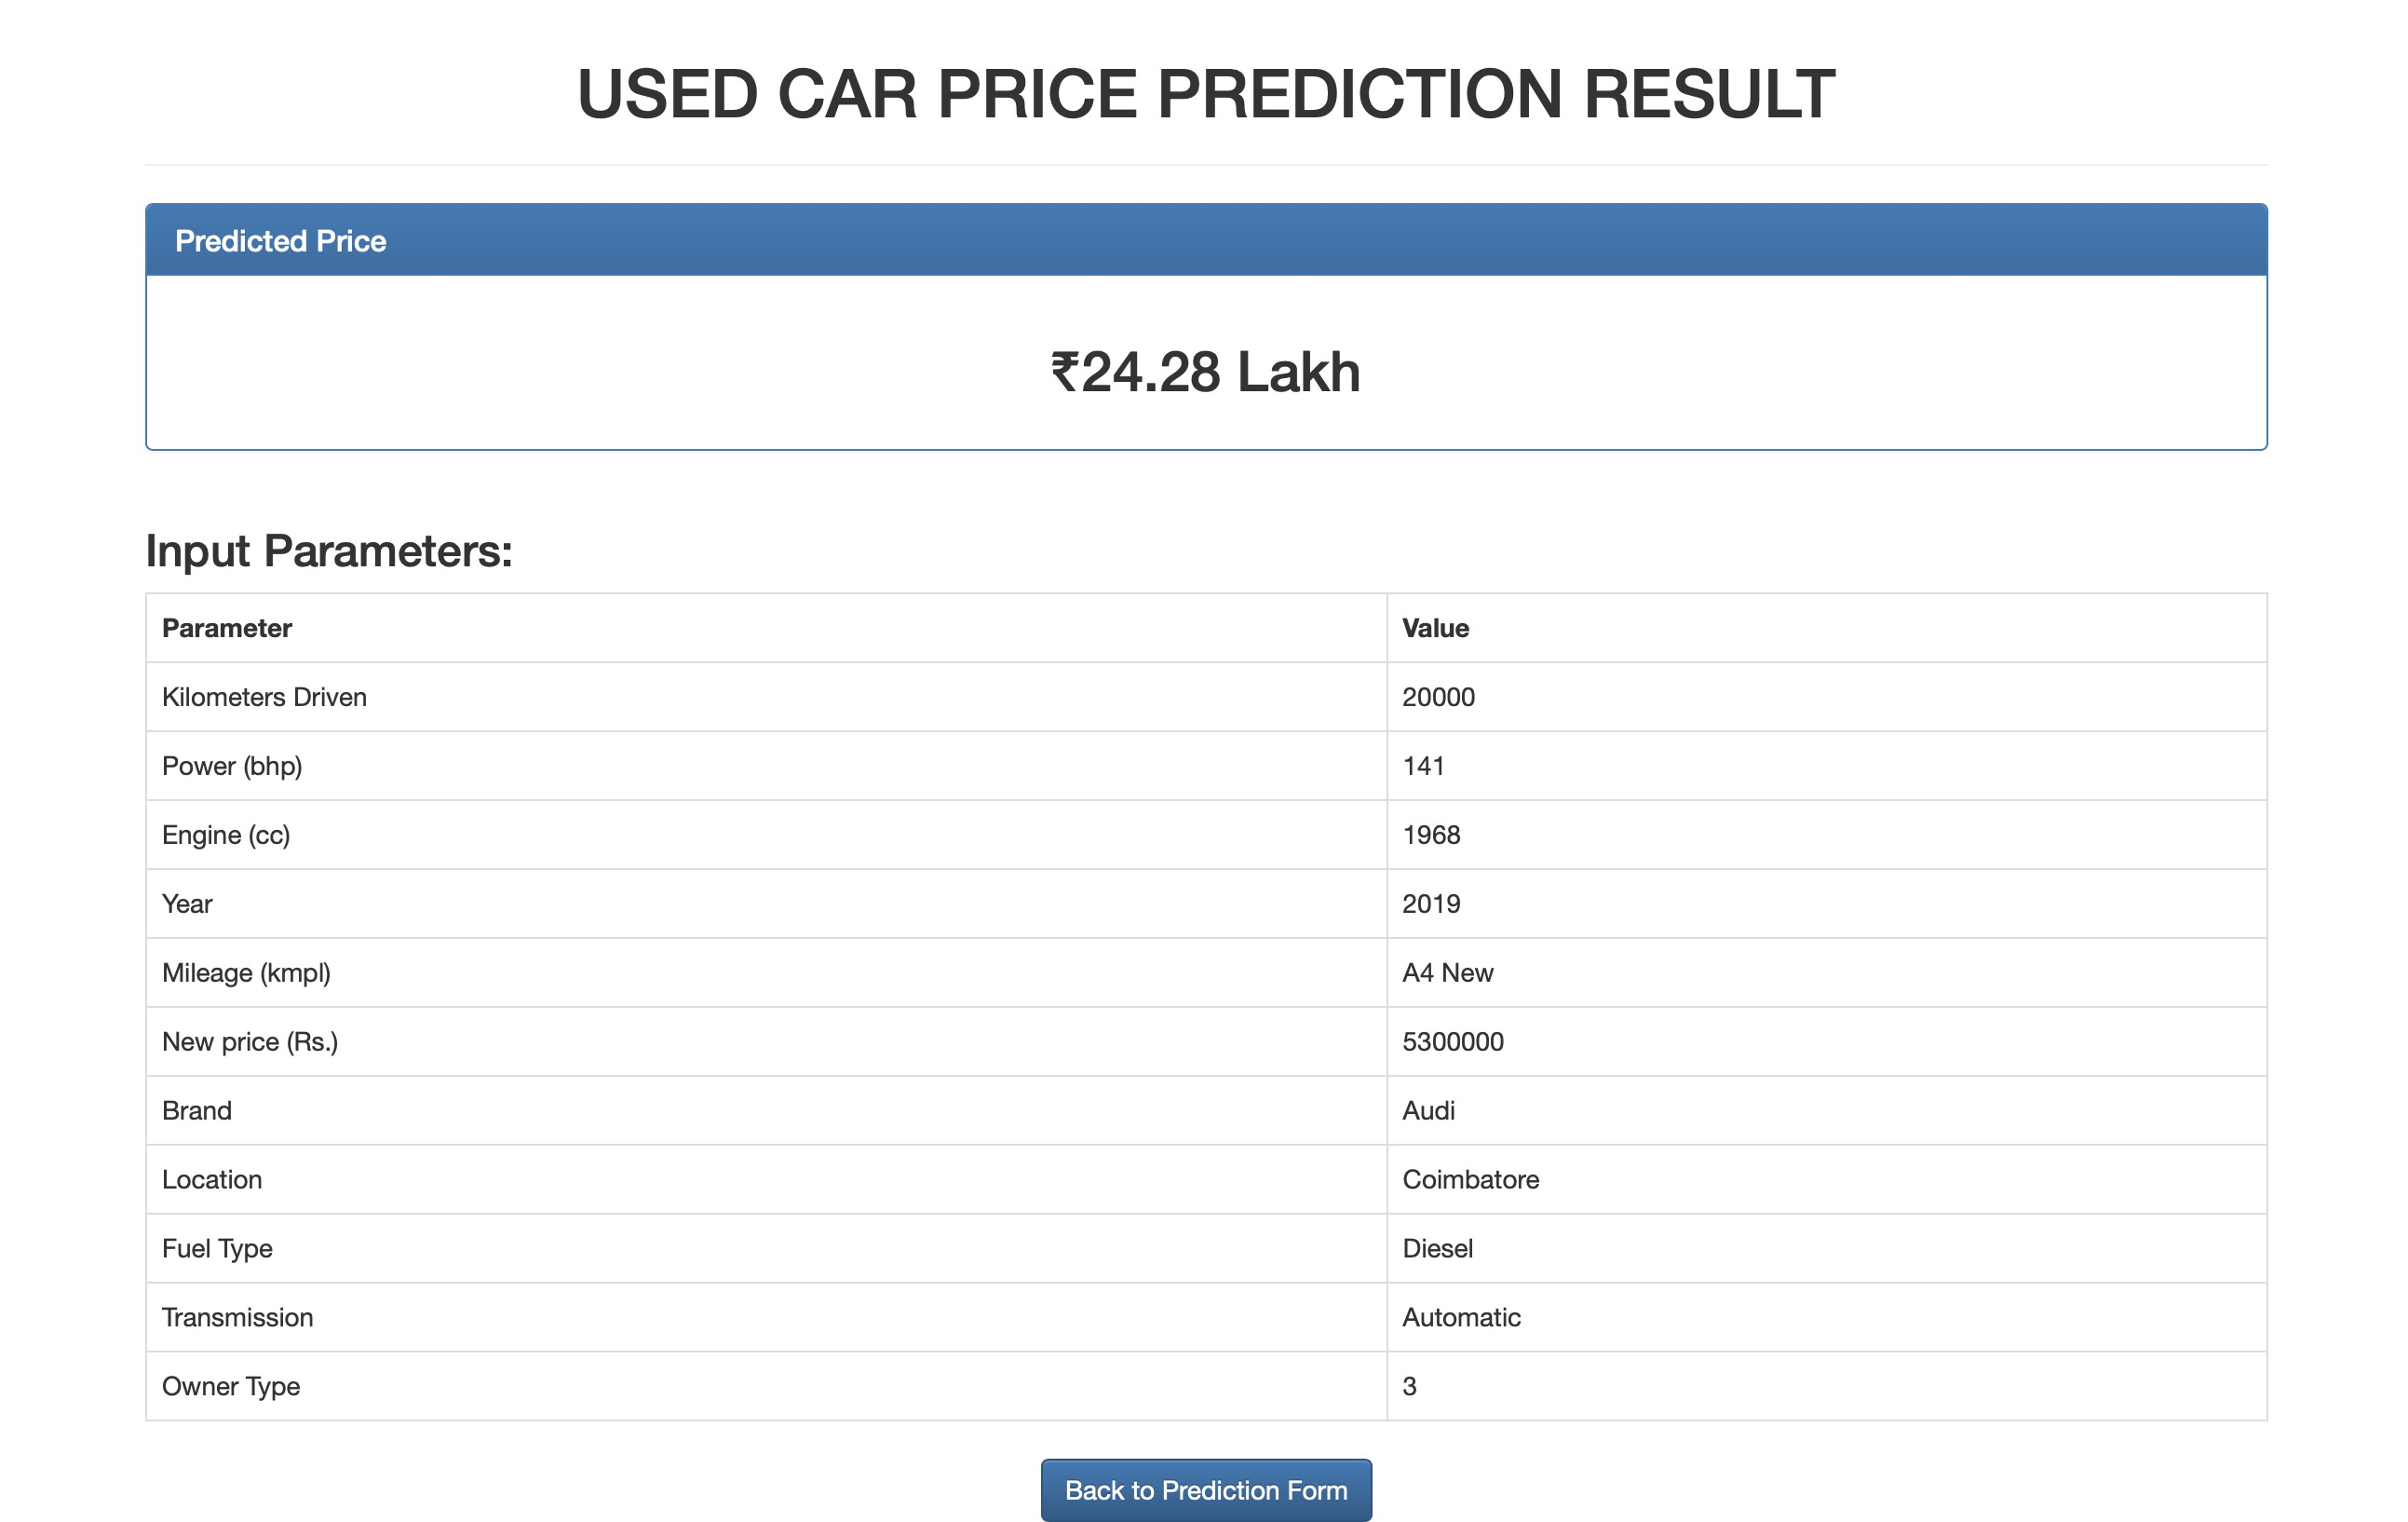 USED CAR PRICE PREDICTION RESULT
Predicted Price
₹24.28 Lakh
Input Parameters:
Parameter Value
Kilometers Driven 20000
Power (bhp) 141
Engine (cc) 1968
Year 2019
Mileage (kmpl) A4 New
New price (Rs.) 5300000
Brand Audi
Location Coimbatore
Fuel Type Diesel
Transmission Automatic
Owner Type 3
Back to Prediction Form